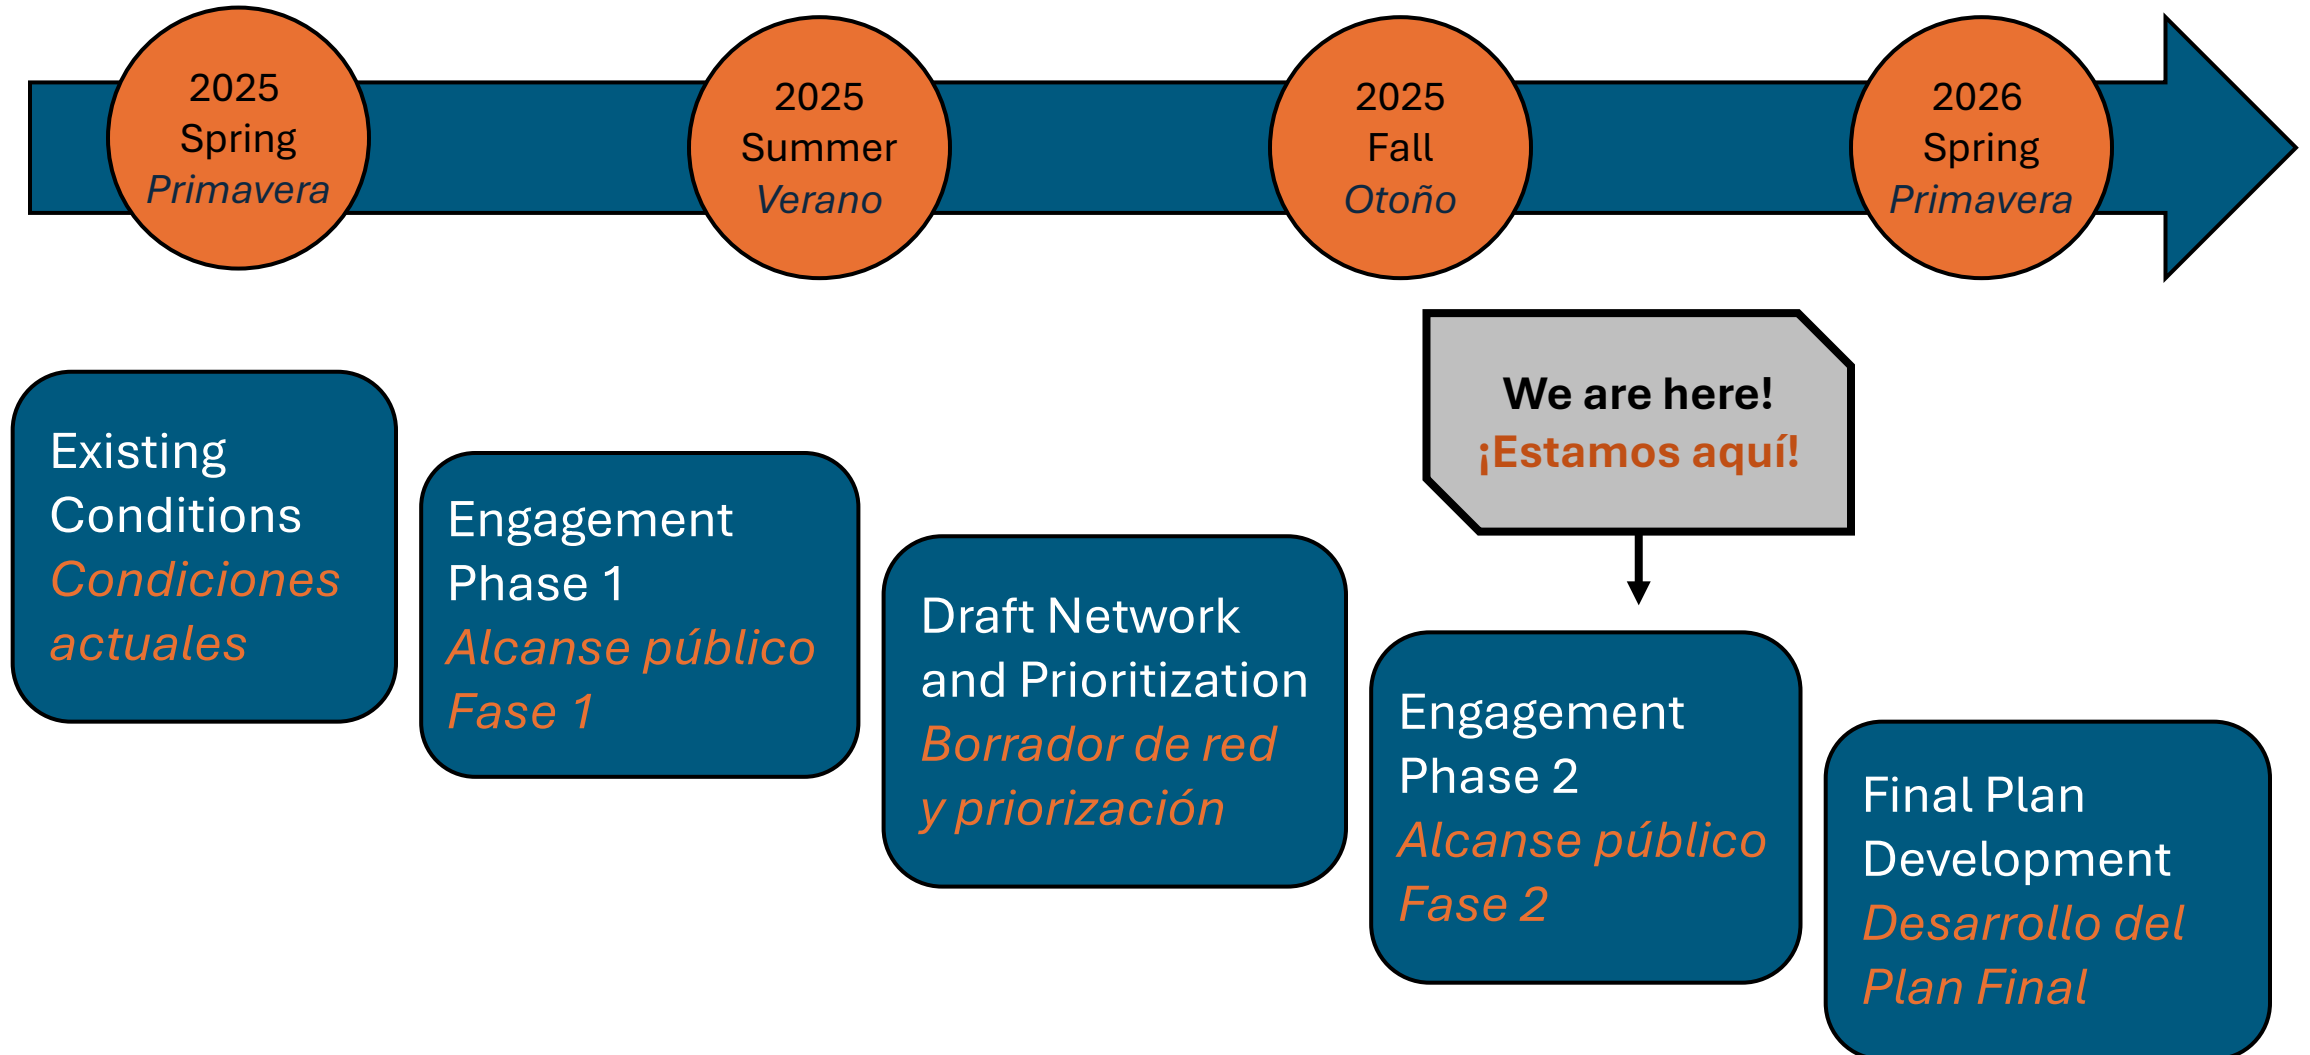 2025
Spring
Primavera
2025
Summer
Verano
2025
Fall
Otoño
2026
Spring
Primavera
We are here!
¡Estamos aquí!
Existing
Conditions
Condiciones
actuales
Engagement
Phase 1
Alcanse público
Fase 1
Draft Network
and Prioritization
Borrador de red
y priorización
Engagement
Phase 2
Alcanse público
Fase 2
Final Plan
Development
Desarrollo del
Plan Final